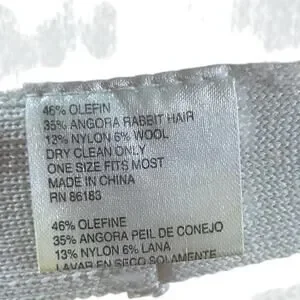 46% OLEFIN
35% ANGORA RABBIT HAIR
13% NYLON 6% WOOL
DRY CLEAN ONLY
ONE SIZE FITS MOST
MADE IN CHINA
RN 86183
46% OLEFINE
35% ANGORA PEIL DE CONEJO
13% NYLON 6% LANA
LAVAR EN SECO SOLAMENTE